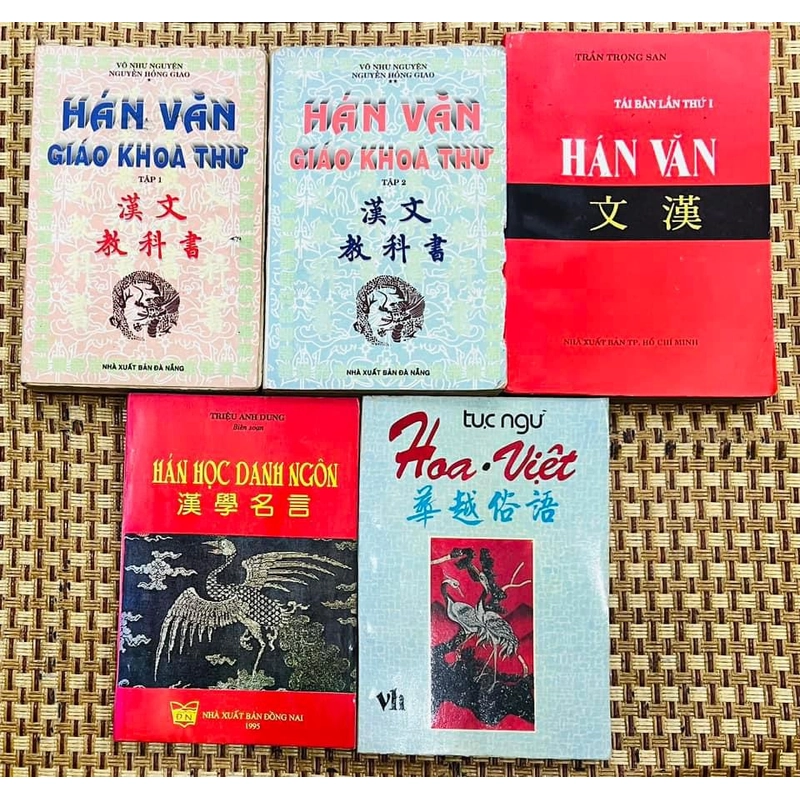 VÕ NHƯ NGUYỆN
NGUYỄN HỒNG GIAO
*
HÁN VĂN
GIÁO KHOA THƯ
TẬP 1
漢文
教科書
NHÀ XUẤT BẢN ĐÀ NẴNG
VÕ NHƯ NGUYỆN
NGUYỄN HỒNG GIAO
**
HÁN VĂN
GIÁO KHOA THƯ
TẬP 2
漢文
教科書
NHÀ XUẤT BẢN ĐÀ NẴNG
TRẦN TRỌNG SAN
TÁI BẢN LẦN THỨ I
HÁN VĂN
文漢
NHÀ XUẤT BẢN TP. HỒ CHÍ MINH
TRIỆU ANH DŨNG
Biên soạn
HÁN HỌC DANH NGÔN
漢學名言
ĐN
NHÀ XUẤT BẢN ĐỒNG NAI
1995
tục ngữ
Hoa · Việt
華越俗語
vh